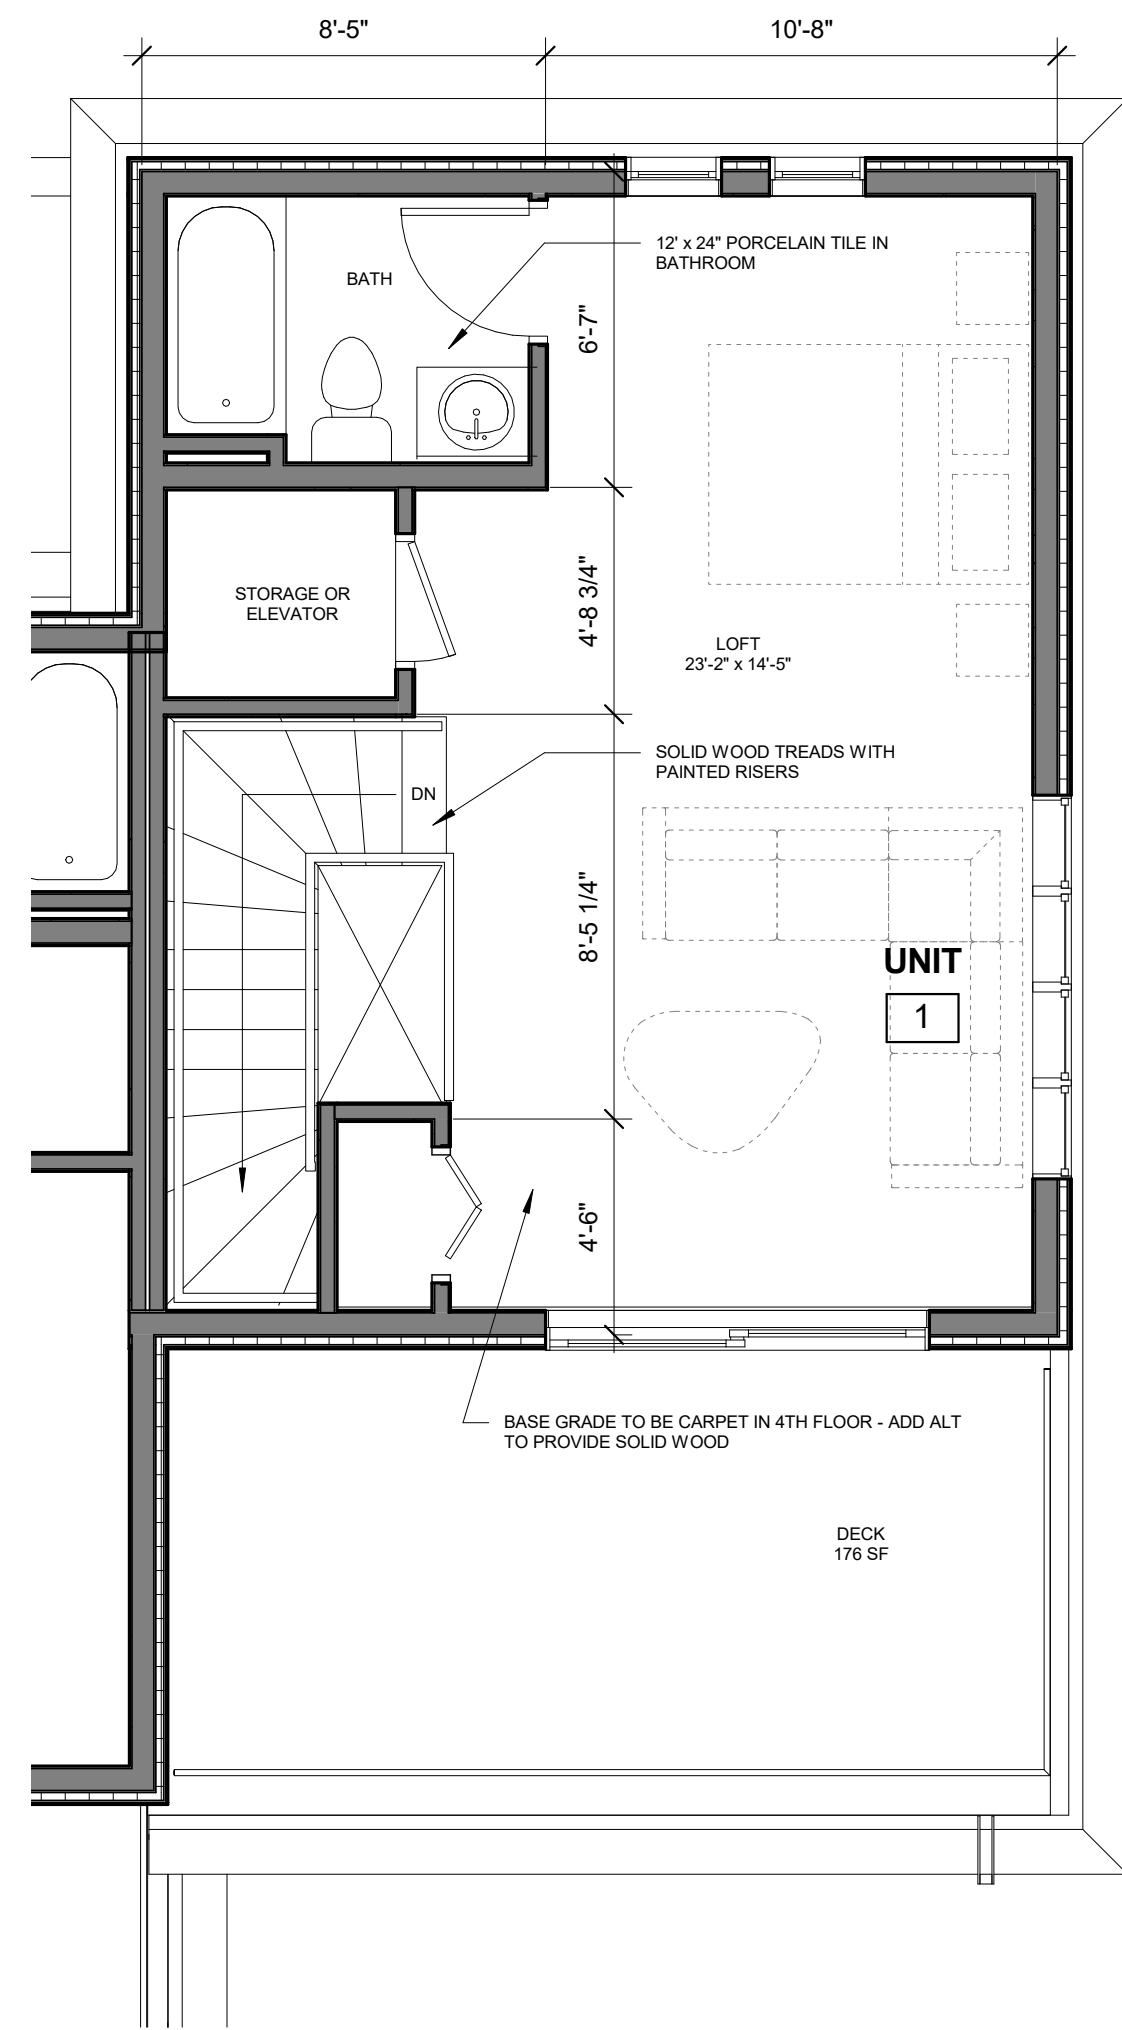 8'-5"
10'-8"
12' x 24" PORCELAIN TILE IN
BATHROOM
BATH
6'-7"
STORAGE OR
ELEVATOR
4'-8 3/4"
LOFT
23'-2" x 14'-5"
SOLID WOOD TREADS WITH
PAINTED RISERS
DN
8'-5 1/4"
UNIT
1
4'-6"
BASE GRADE TO BE CARPET IN 4TH FLOOR - ADD ALT
TO PROVIDE SOLID WOOD
DECK
176 SF